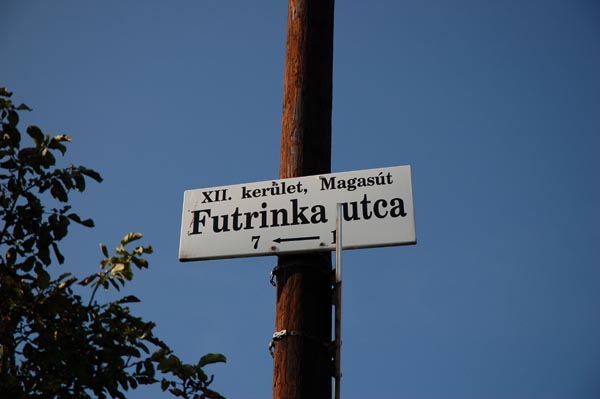 XII. kerület, Magasút
Futrinka utca
7 ← 1